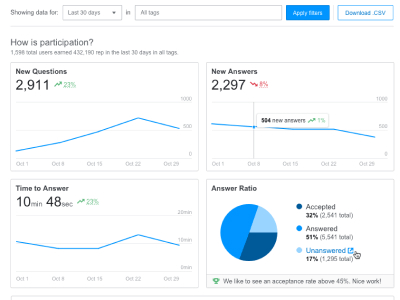 Showing data for: Last 30 days in All tags Apply filters Download .CSV
How is participation?
1,598 total users earned 432,190 rep in the last 30 days in all tags.
New Questions
2,911 23%
1000
500
0
Oct 1 Oct 8 Oct 15 Oct 22 Oct 29
New Answers
2,297 8%
1000
504 new answers 1%
500
0
Oct 1 Oct 8 Oct 15 Oct 22 Oct 29
Time to Answer
10min 48sec 23%
20min
10min
0min
Oct 1 Oct 8 Oct 15 Oct 22 Oct 29
Answer Ratio
Accepted
32% (2,541 total)
Answered
51% (5,541 total)
Unanswered
17% (1,295 total)
We like to see an acceptance rate above 45%. Nice work!